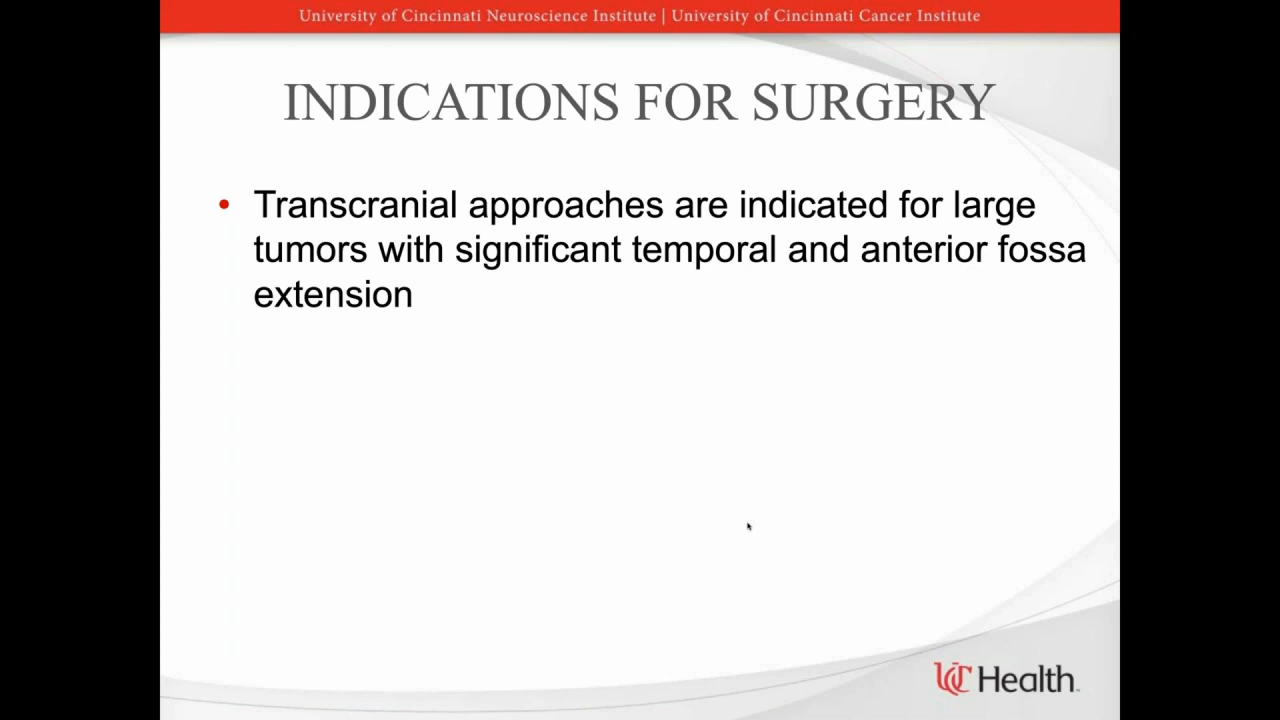 University of Cincinnati Neuroscience Institute | University of Cincinnati Cancer Institute
INDICATIONS FOR SURGERY
• Transcranial approaches are indicated for large
tumors with significant temporal and anterior fossa
extension
UC Health